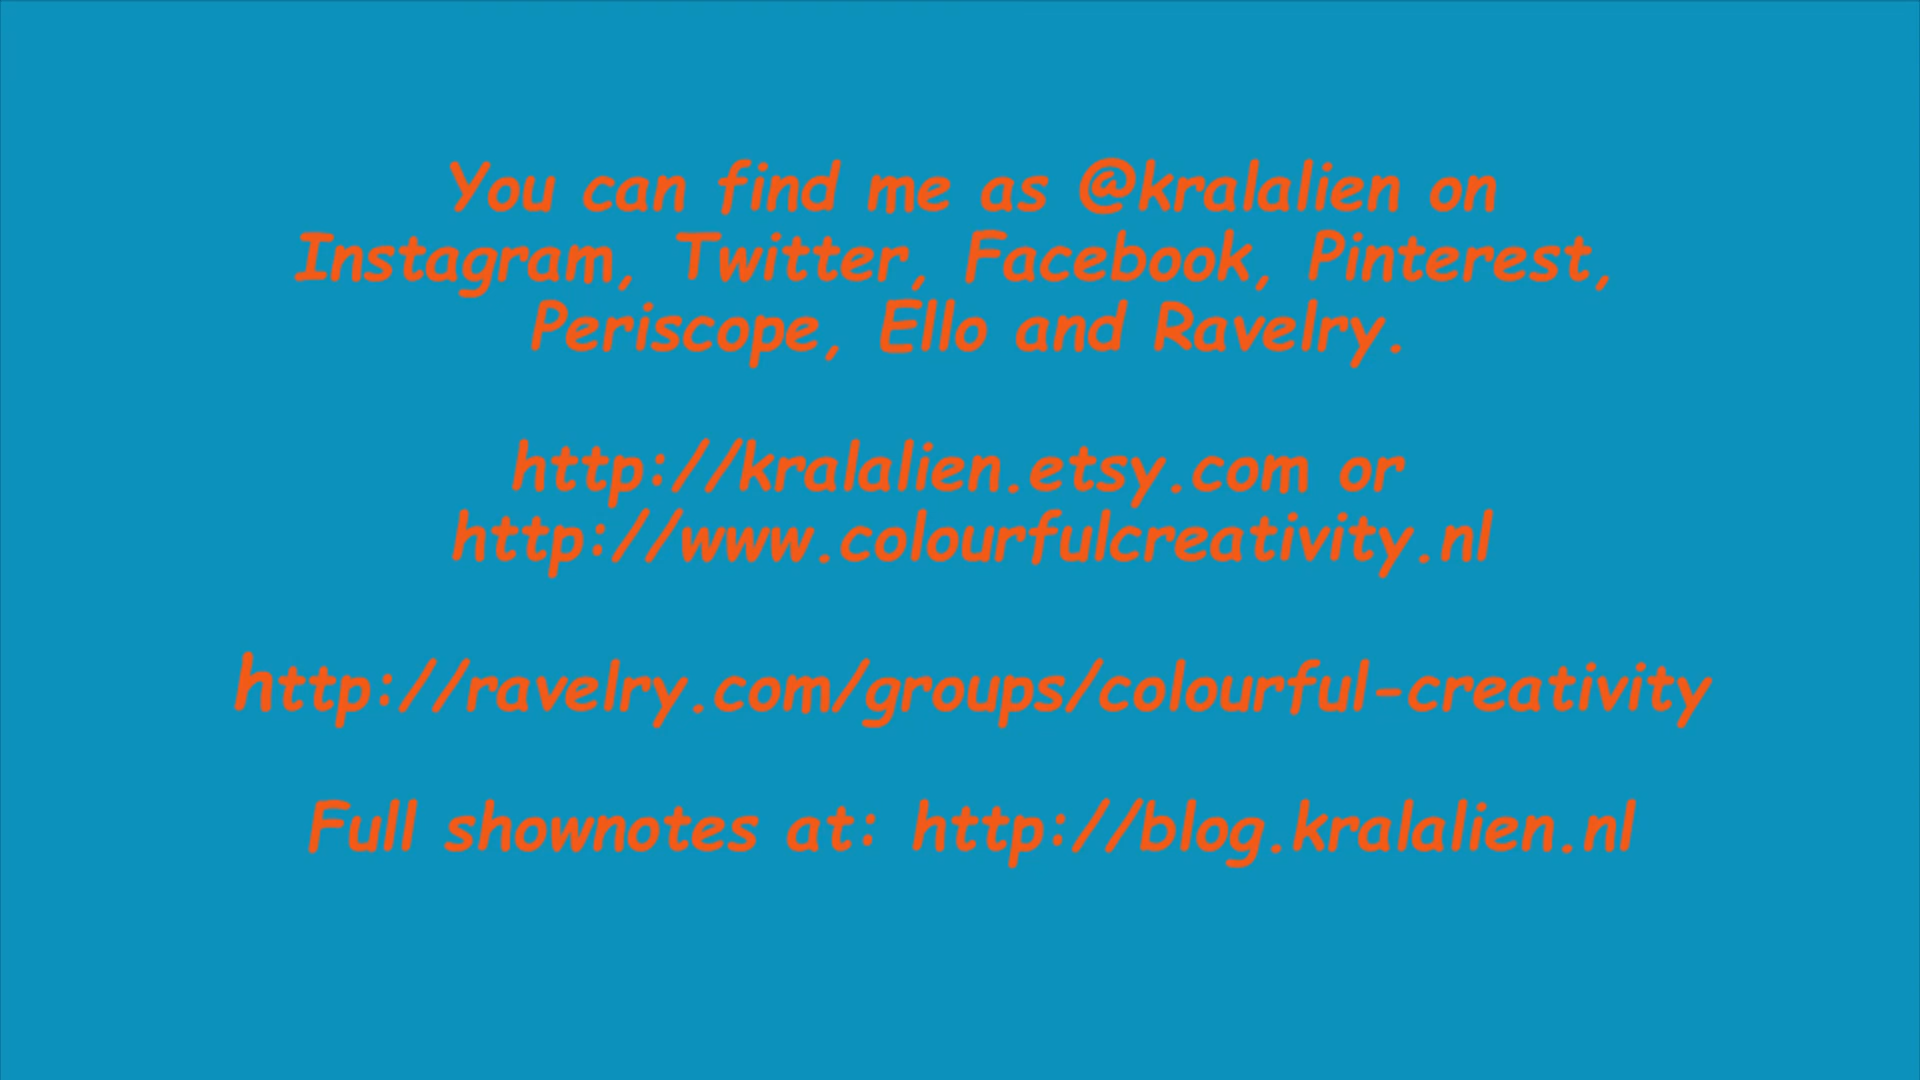 You can find me as @kralalien on
Instagram, Twitter, Facebook, Pinterest,
Periscope, Ello and Ravelry.
http://kralalien.etsy.com or
http://www.colourfulcreativity.nl
http://ravelry.com/groups/colourful-creativity
Full shownotes at: http://blog.kralalien.nl